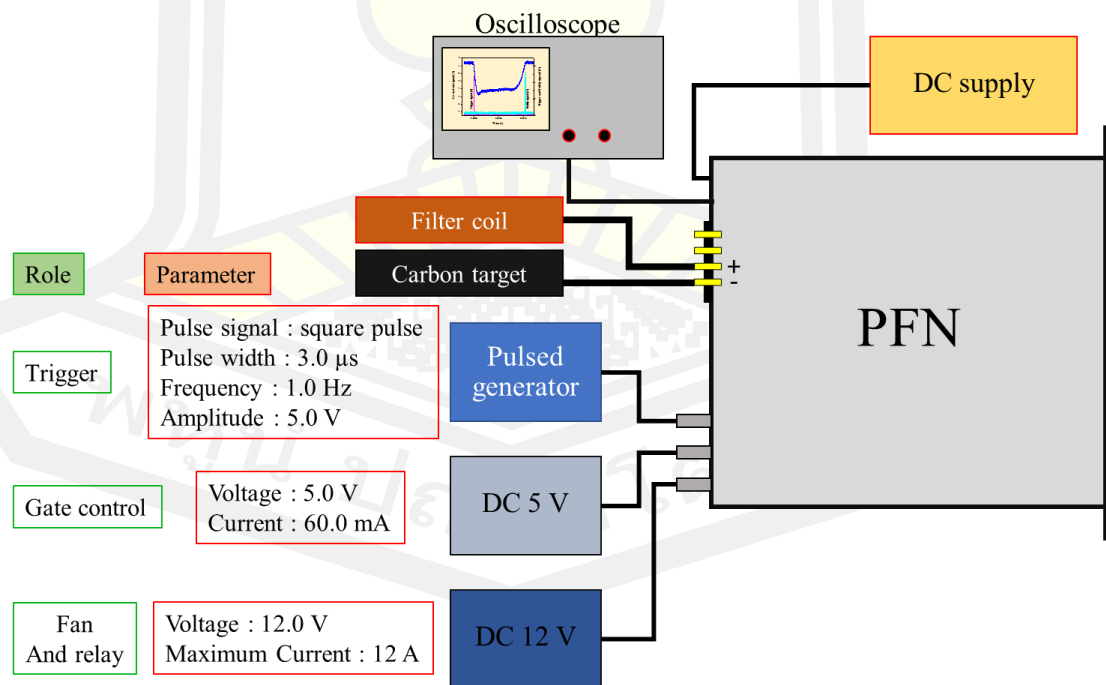 Oscilloscope
DC supply
Filter coil
Carbon target
+
-
PFN
Role
Parameter
Trigger
Pulse signal : square pulse
Pulse width : 3.0 µs
Frequency : 1.0 Hz
Amplitude : 5.0 V
Pulsed
generator
Gate control
Voltage : 5.0 V
Current : 60.0 mA
DC 5 V
Fan
And relay
Voltage : 12.0 V
Maximum Current : 12 A
DC 12 V